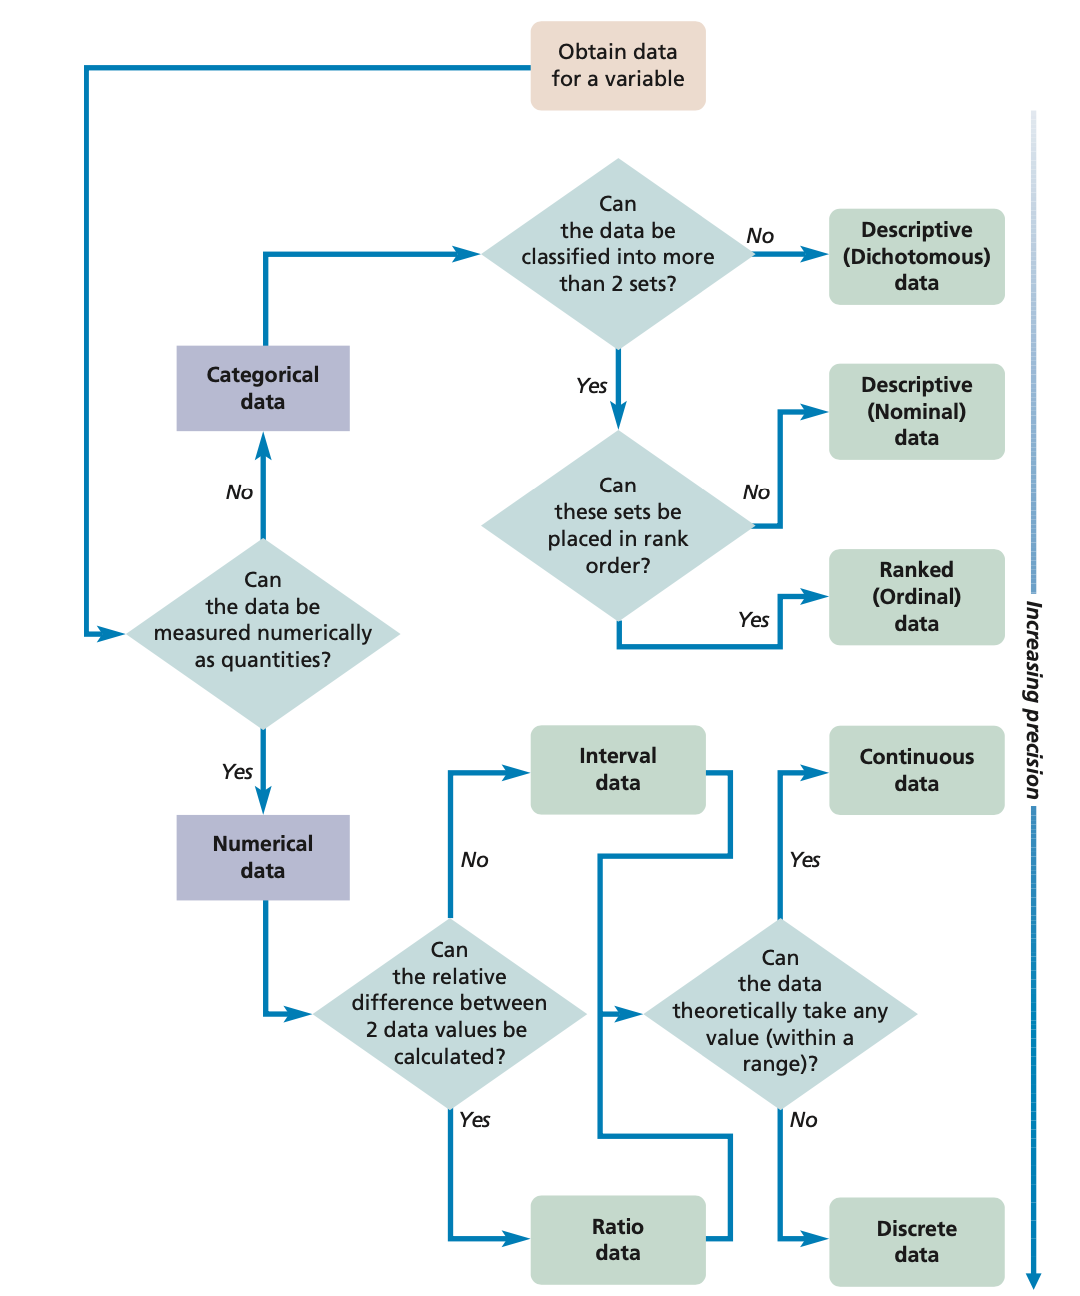 Obtain data
for a variable
Can
the data be
classified into more
than 2 sets?
No
Descriptive
(Dichotomous)
data
Categorical
data
Yes
Descriptive
(Nominal)
data
No
Can
these sets be
placed in rank
order?
No
Yes
Ranked
(Ordinal)
data
Can
the data be
measured numerically
as quantities?
Increasing precision
Yes
Numerical
data
Interval
data
Continuous
data
No
Yes
Can
the relative
difference between
2 data values be
calculated?
Can
the data
theoretically take any
value (within a
range)?
Yes
No
Ratio
data
Discrete
data